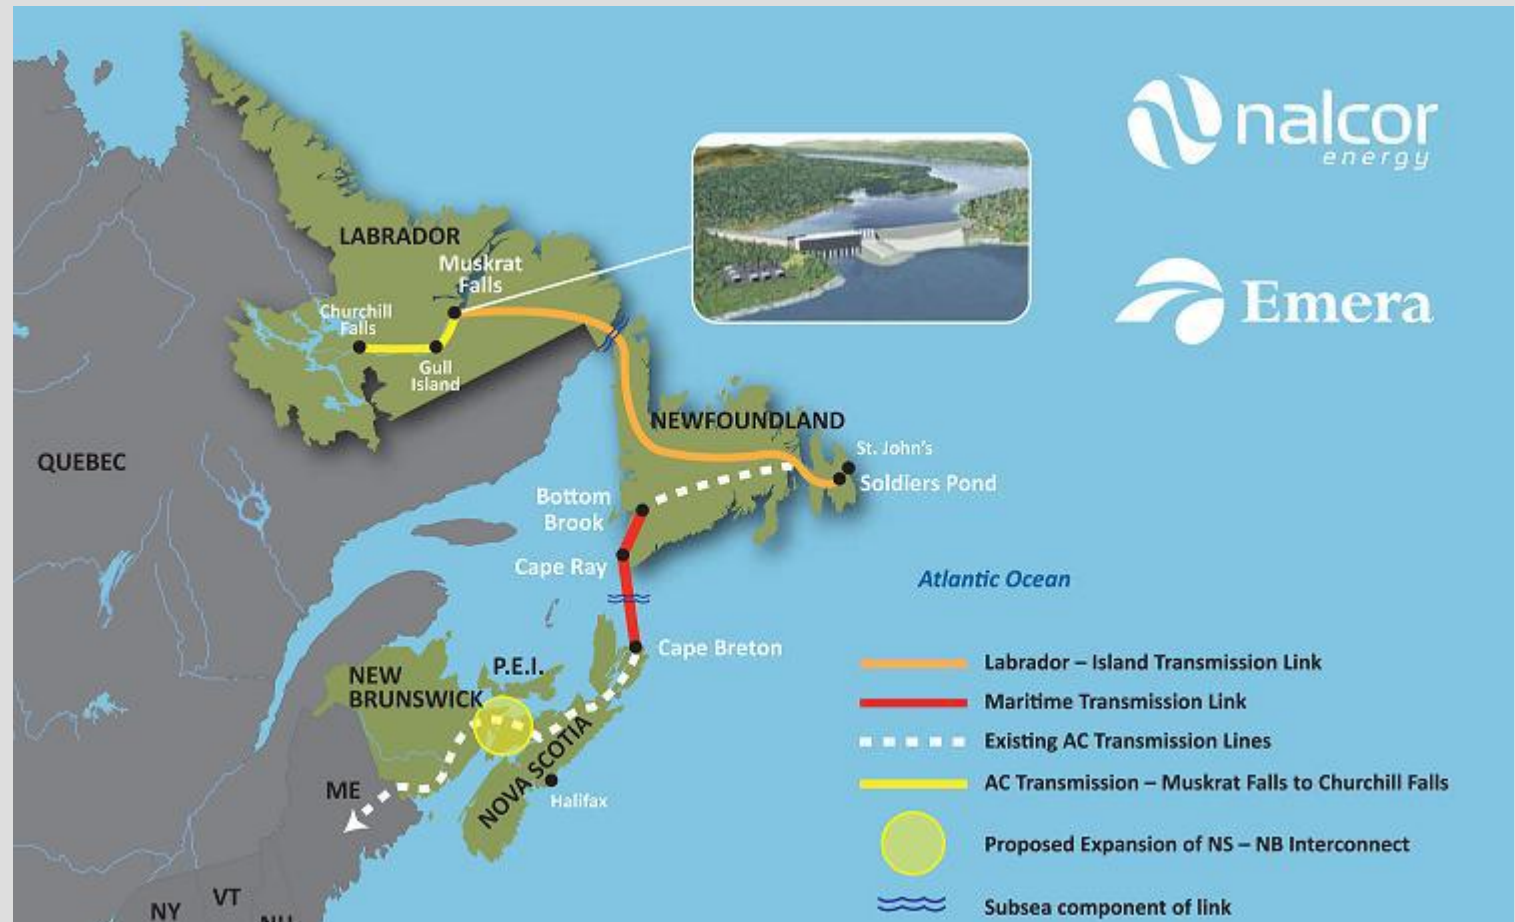 nalcor
energy
Emera
LABRADOR
Muskrat
Falls
Churchill
Falls
Gull
Island
QUEBEC
NEWFOUNDLAND
St. John's
Soldiers Pond
Bottom
Brook
Cape Ray
Atlantic Ocean
Cape Breton
P.E.I.
NEW
BRUNSWICK
NOVA SCOTIA
Halifax
ME
VT
NY
NH
Labrador – Island Transmission Link
Maritime Transmission Link
Existing AC Transmission Lines
AC Transmission – Muskrat Falls to Churchill Falls
Proposed Expansion of NS – NB Interconnect
Subsea component of link